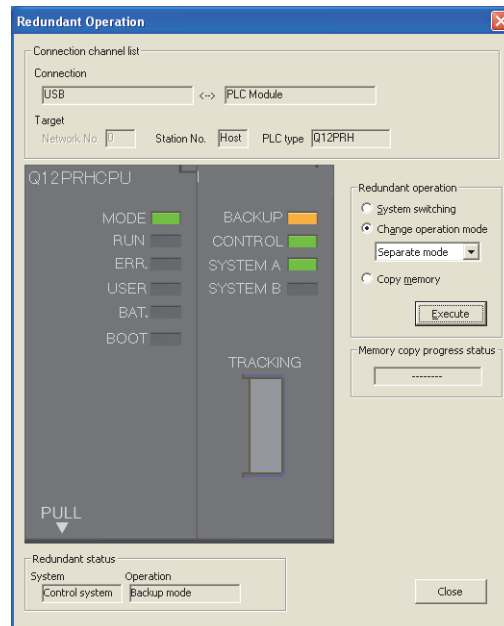 Redundant Operation
Connection channel list
Connection
USB <--> PLC Module
Target
Network No. 0 Station No. Host PLC type Q12PRH
Q12PRHCPU
MODE BACKUP
RUN CONTROL
ERR. SYSTEM A
USER SYSTEM B
BAT.
BOOT
TRACKING
PULL
Redundant operation
System switching
Change operation mode
Separate mode
Copy memory
Execute
Memory copy progress status
--------
Redundant status
System Operation
Control system Backup mode
Close